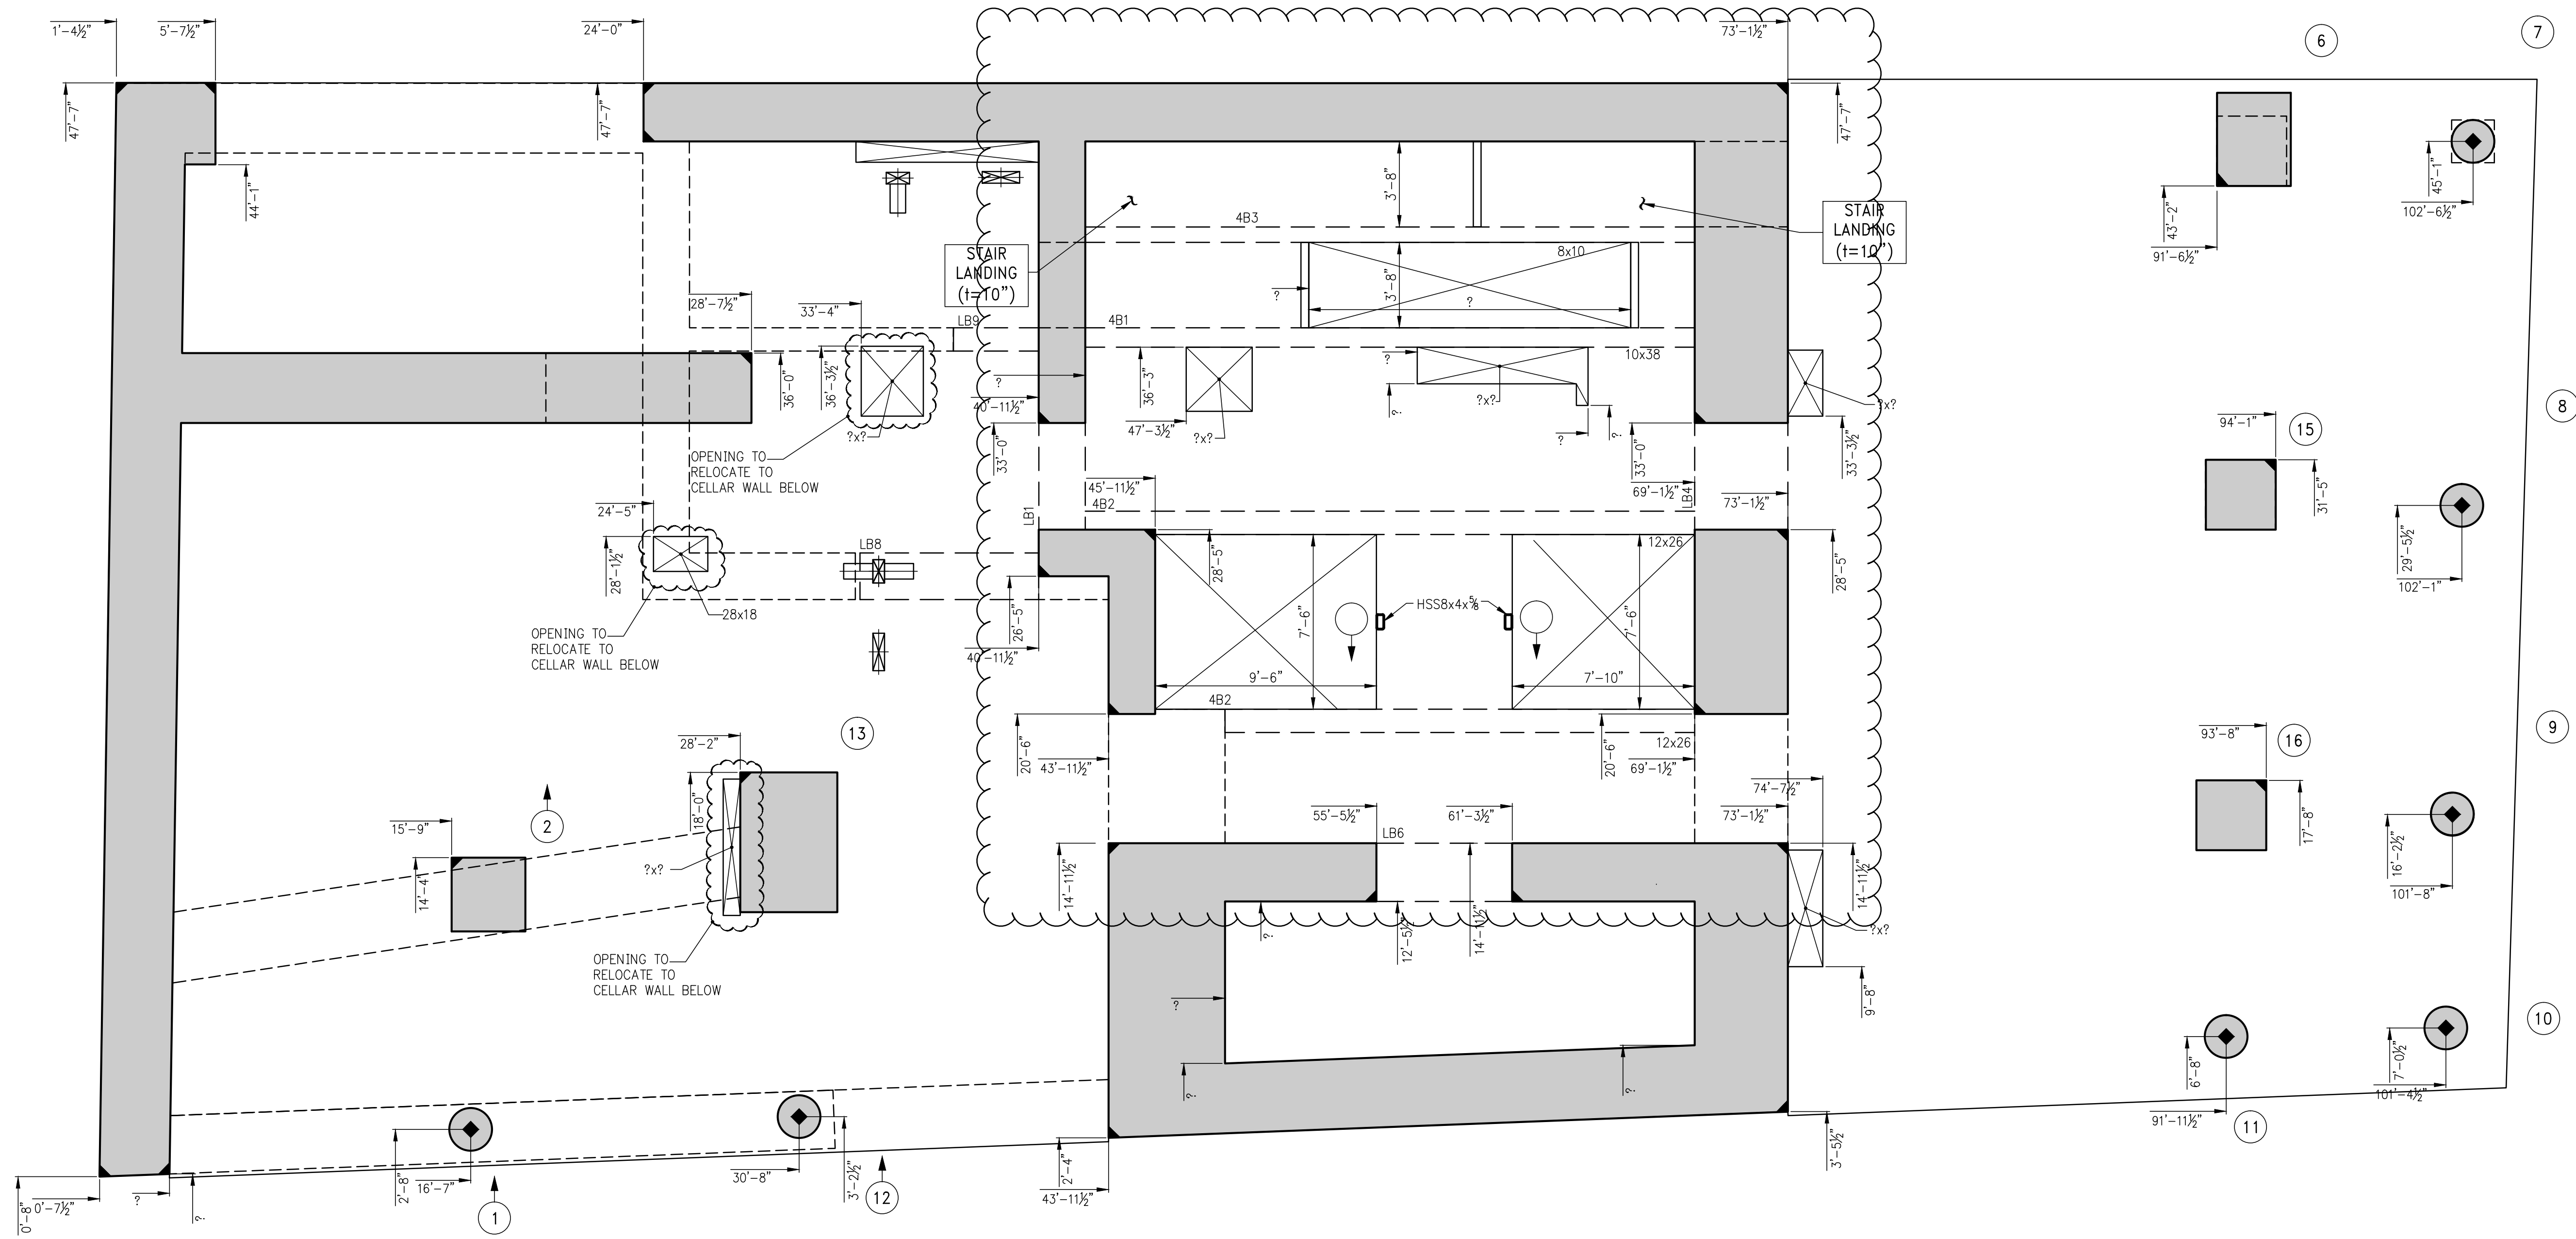 1'-4½"
5'-7½"
24'-0"
73'-1½"
6
7
47'-7"
47'-7"
47'-7"
44'-1"
3'-8"
45'-1"
102'-6½"
43'-2"
91'-6½"
STAIR
LANDING
(t=10")
STAIR
LANDING
(t=10")
4B3
8x10
3'-8"
?
?
28'-7½"
33'-4"
LB9
4B1
10x38
36'-0"
36'-3½"
?x?
?
40'-11½"
36'-3"
47'-3½"
?x?
?
?
?x?
?
?
?x?
33'-3½"
8
94'-1"
15
31'-5"
OPENING TO
RELOCATE TO
CELLAR WALL BELOW
33'-0"
33'-0"
45'-11½"
69'-1½"
LB4
73'-1½"
4B2
LB1
24'-5"
28'-1½"
LB8
28'-5"
12x26
28'-5"
29'-5½"
102'-1"
28x18
26'-5"
HSS8x4x⅝
7'-6"
7'-6"
OPENING TO
RELOCATE TO
CELLAR WALL BELOW
40'-11½"
9'-6"
7'-10"
4B2
13
28'-2"
20'-6"
43'-11½"
20'-6"
12x26
69'-1½"
93'-8"
16
9
74'-7½"
18'-0"
15'-9"
2
55'-5½"
61'-3½"
73'-1½"
LB6
17'-8"
16'-2½"
101'-8"
14'-4"
?x?
14'-11½"
14'-11½"
14'-11½"
12'-5½"
?
?x?
OPENING TO
RELOCATE TO
CELLAR WALL BELOW
?
9'-8"
10
6'-8"
7'-0½"
101'-4½"
?
?
91'-11½"
11
2'-8"
16'-7"
30'-8"
3'-2½"
12
2'-4"
43'-11½"
3'-5½"
0'-8"
0'-7½"
?
?
1